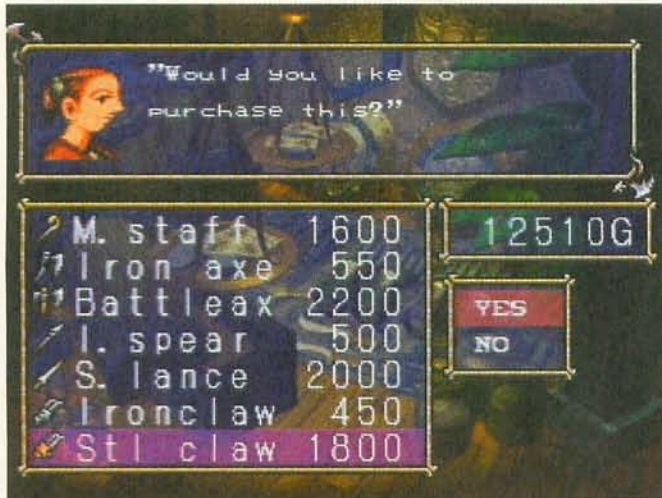 "Would you like to
purchase this?"
M. staff 1600
Iron axe 550
Battleax 2200
I. spear 500
S. lance 2000
Ironclaw 450
Stl claw 1800
12510G
YES
NO